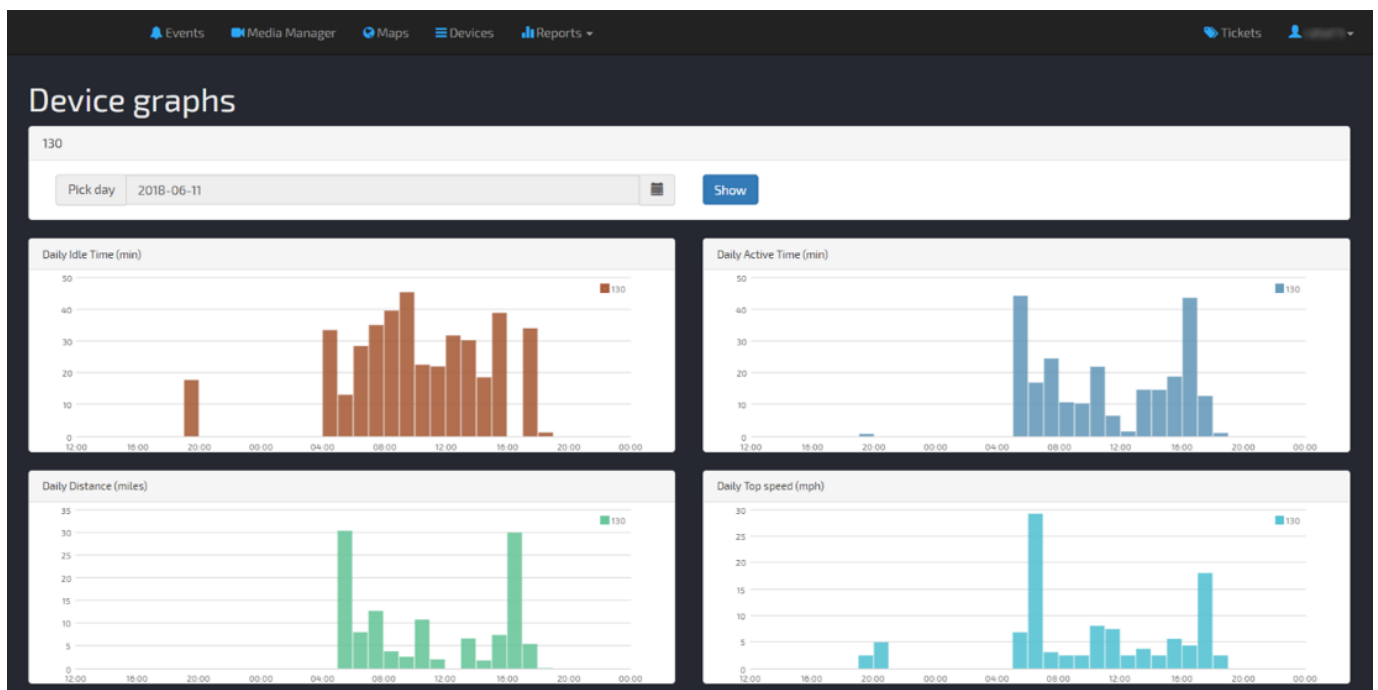 Events Media Manager Maps Devices Reports Tickets
Device graphs
130
Pick day 2018-06-11 Show
Daily Idle Time (min)
50
130
40
30
20
10
0
12:00 16:00 20:00 00:00 04:00 08:00 12:00 16:00 20:00 00:00
Daily Active Time (min)
50
130
40
30
20
10
0
12:00 16:00 20:00 00:00 04:00 08:00 12:00 16:00 20:00 00:00
Daily Distance (miles)
35
130
30
25
20
15
10
5
0
12:00 16:00 20:00 00:00 04:00 08:00 12:00 16:00 20:00 00:00
Daily Top speed (mph)
30
130
25
20
15
10
5
0
12:00 16:00 20:00 00:00 04:00 08:00 12:00 16:00 20:00 00:00